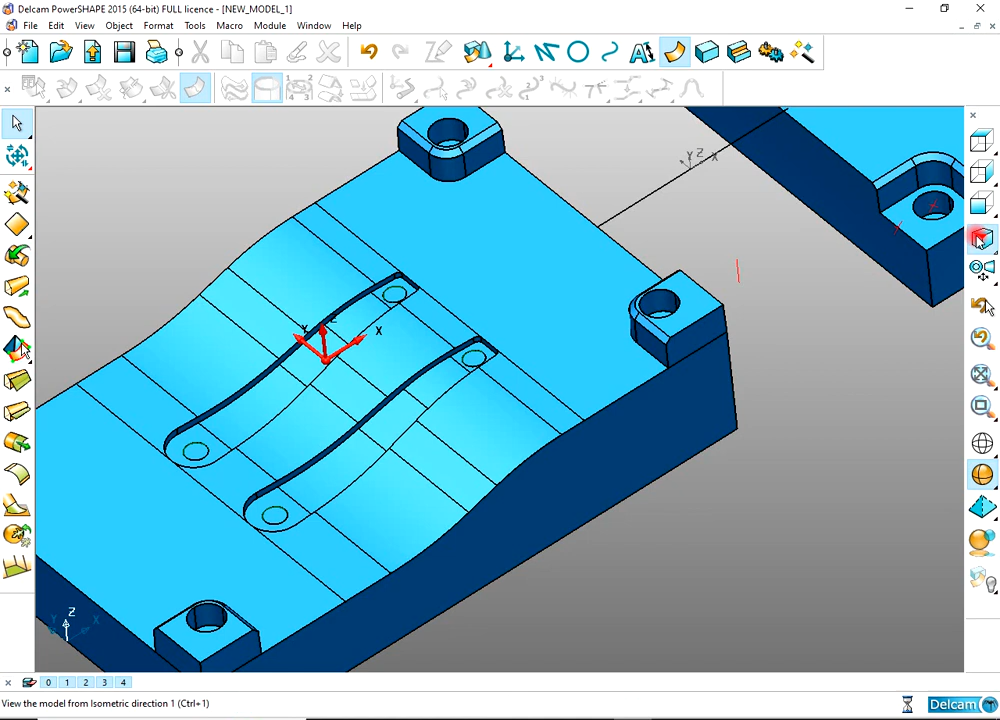 Delcam PowerSHAPE 2015 (64-bit) FULL licence - [NEW_MODEL_1]
File Edit View Object Format Tools Macro Module Window Help
Y Z X
Y Z X
Z
Y X
0 1 2 3 4
View the model from Isometric direction 1 (Ctrl+1)
Delcam